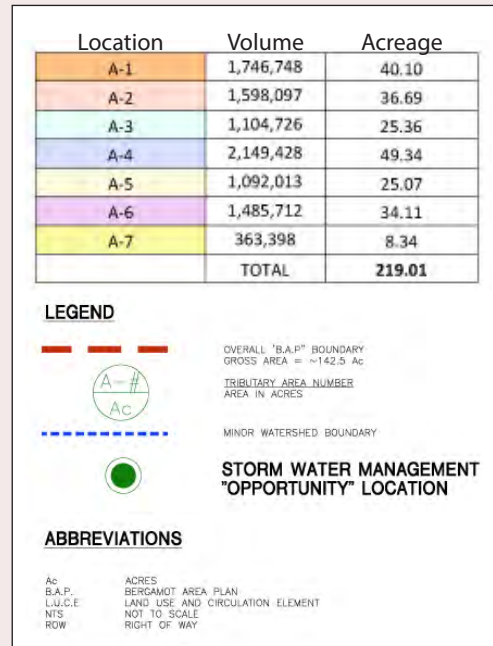 Location Volume Acreage
A-1 1,746,748 40.10
A-2 1,598,097 36.69
A-3 1,104,726 25.36
A-4 2,149,428 49.34
A-5 1,092,013 25.07
A-6 1,485,712 34.11
A-7 363,398 8.34
TOTAL 219.01
LEGEND
OVERALL "B.A.P" BOUNDARY
GROSS AREA = ~142.5 Ac
A-#
Ac
TRIBUTARY AREA NUMBER
AREA IN ACRES
MINOR WATERSHED BOUNDARY
STORM WATER MANAGEMENT
"OPPORTUNITY" LOCATION
ABBREVIATIONS
Ac ACRES
B.A.P. BERGAMOT AREA PLAN
L.U.C.E LAND USE AND CIRCULATION ELEMENT
NTS NOT TO SCALE
ROW RIGHT OF WAY